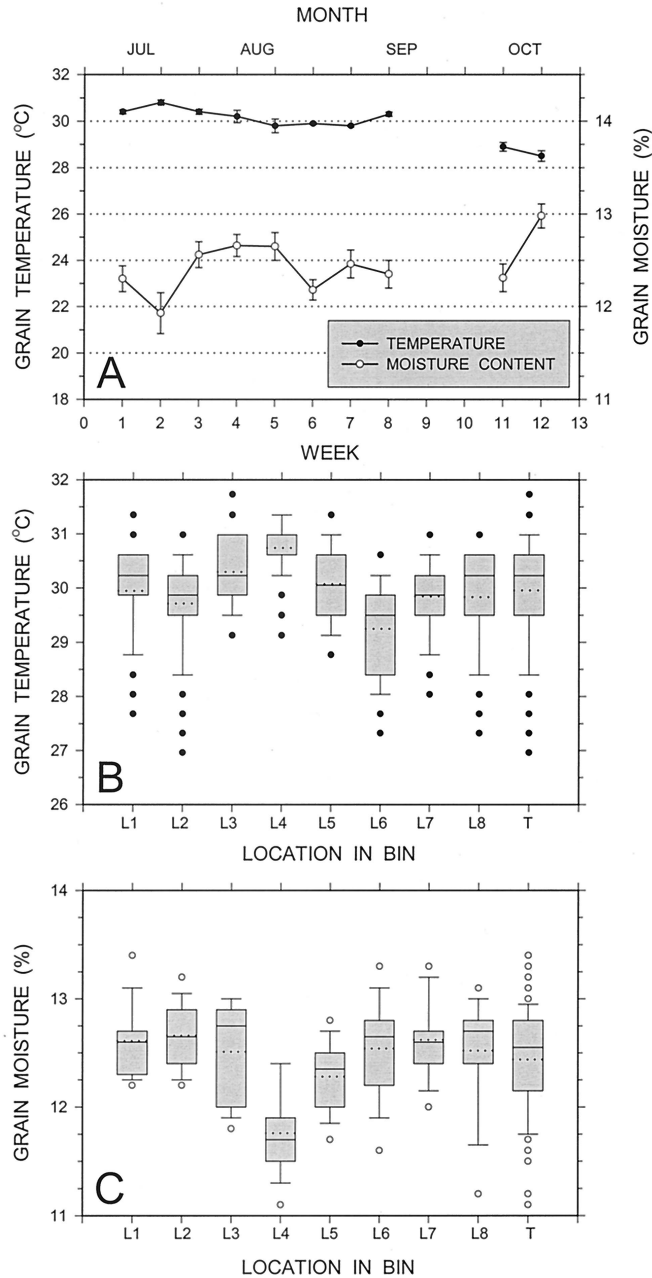 MONTH
JUL AUG SEP OCT
32
30
28
26
24
22
20
18
GRAIN TEMPERATURE (°C)
14
13
12
11
GRAIN MOISTURE (%)
A
TEMPERATURE
MOISTURE CONTENT
0 1 2 3 4 5 6 7 8 9 10 11 12 13
WEEK
32
31
30
29
28
27
26
GRAIN TEMPERATURE (°C)
B
L1 L2 L3 L4 L5 L6 L7 L8 T
LOCATION IN BIN
14
13
12
11
GRAIN MOISTURE (%)
C
L1 L2 L3 L4 L5 L6 L7 L8 T
LOCATION IN BIN